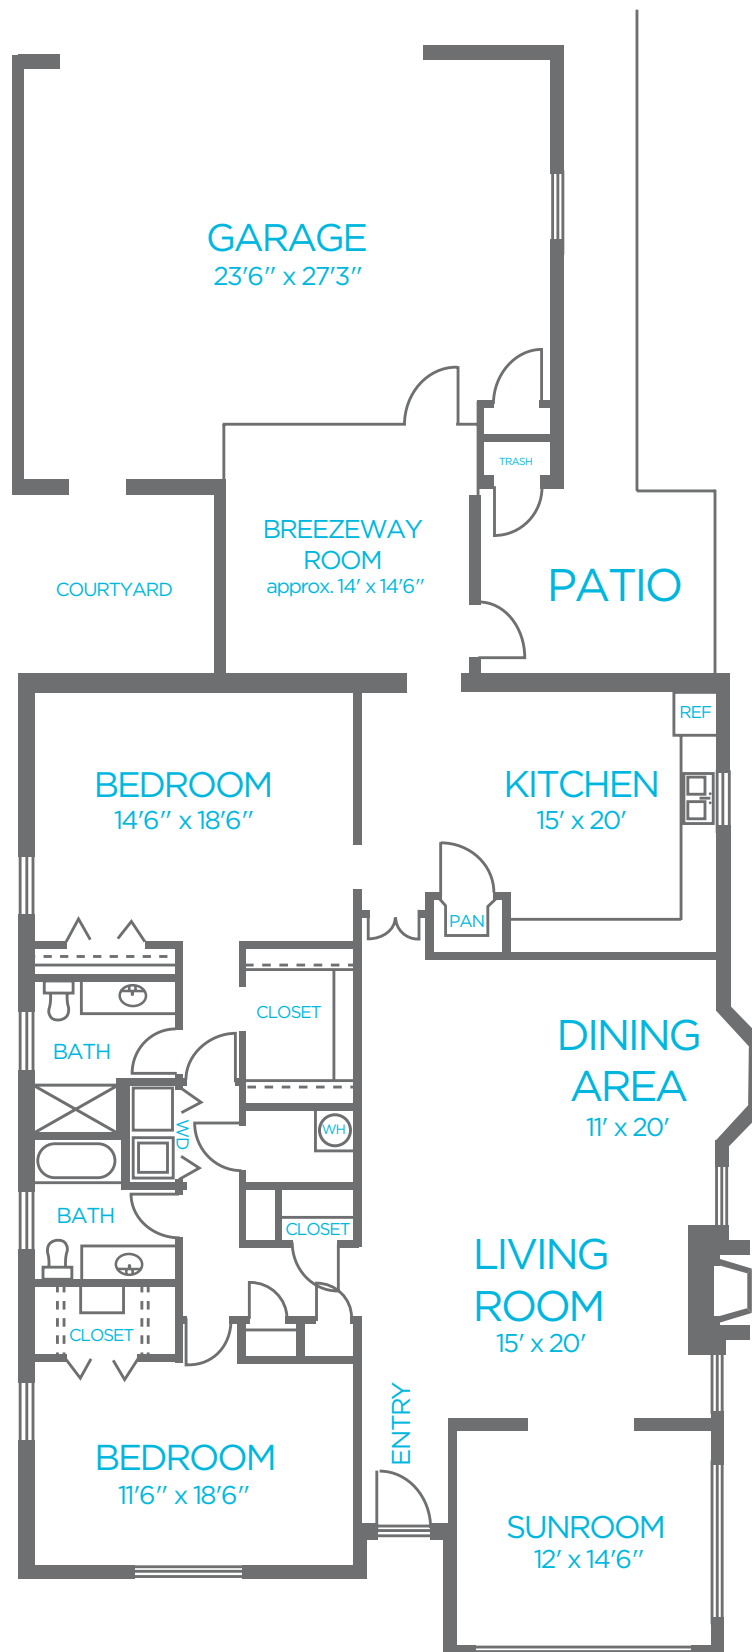 GARAGE
23'6'' x 27'3''
TRASH
BREEZEWAY
ROOM
approx. 14' x 14'6''
COURTYARD
PATIO
REF
BEDROOM
14'6'' x 18'6''
KITCHEN
15' x 20'
PAN
CLOSET
BATH
DINING
AREA
11' x 20'
WD
WH
BATH
CLOSET
LIVING
ROOM
15' x 20'
CLOSET
ENTRY
BEDROOM
11'6'' x 18'6''
SUNROOM
12' x 14'6''